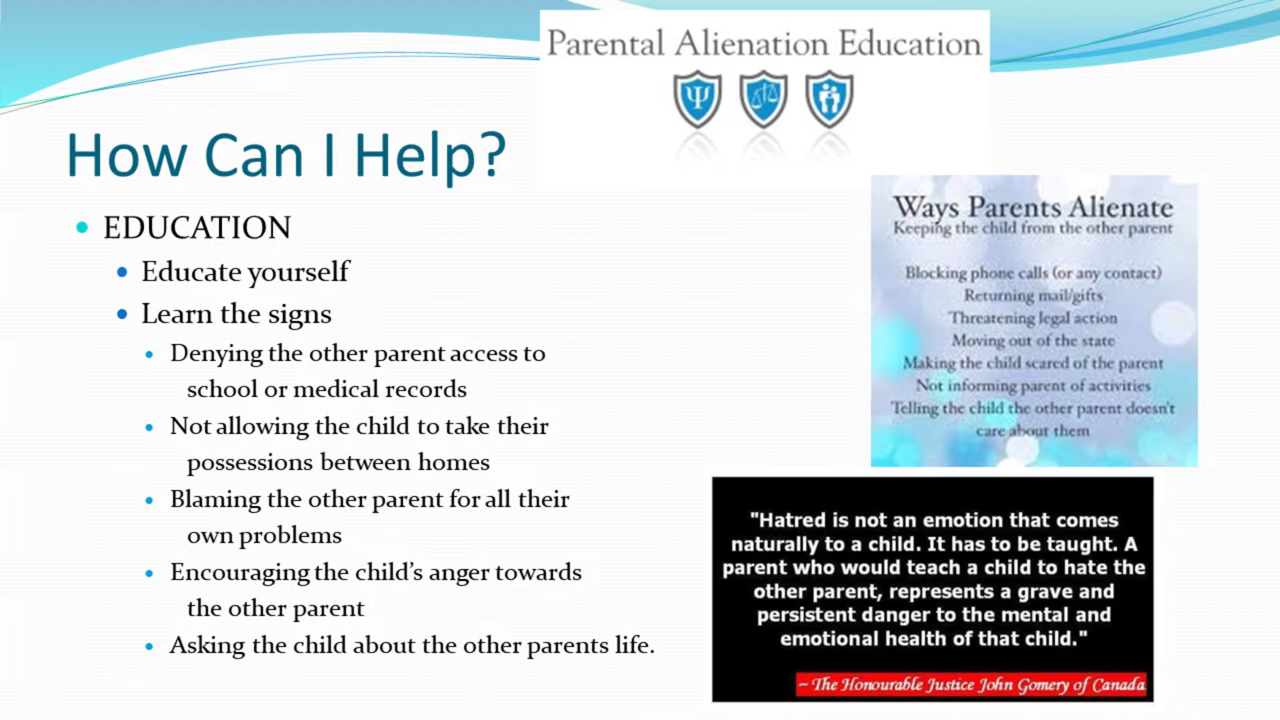 Parental Alienation Education
Ψ
How Can I Help?
EDUCATION
Educate yourself
Learn the signs
Denying the other parent access to
school or medical records
Not allowing the child to take their
possessions between homes
Blaming the other parent for all their
own problems
Encouraging the child's anger towards
the other parent
Asking the child about the other parents life.
Ways Parents Alienate
Keeping the child from the other parent
Blocking phone calls (or any contact)
Returning mail/gifts
Threatening legal action
Moving out of the state
Making the child scared of the parent
Not informing parent of activities
Telling the child the other parent doesn't
care about them
"Hatred is not an emotion that comes
naturally to a child. It has to be taught. A
parent who would teach a child to hate the
other parent, represents a grave and
persistent danger to the mental and
emotional health of that child."
~ The Honourable Justice John Gomery of Canada